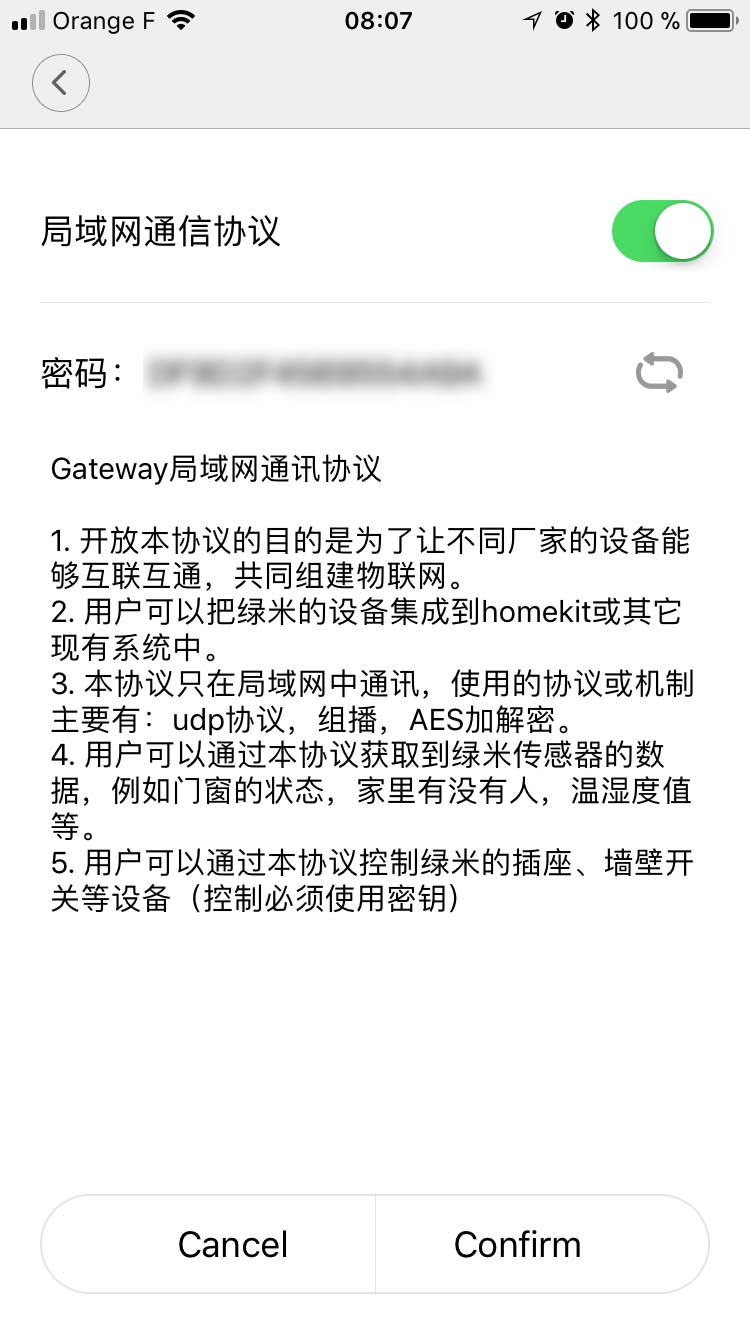 Orange F 08:07 100 %
局域网通信协议
密码：
Gateway局域网通讯协议
1. 开放本协议的目的是为了让不同厂家的设备能
够互联互通，共同组建物联网。
2. 用户可以把绿米的设备集成到homekit或其它
现有系统中。
3. 本协议只在局域网中通讯，使用的协议或机制
主要有：udp协议，组播，AES加解密。
4. 用户可以通过本协议获取到绿米传感器的数
据，例如门窗的状态，家里有没有人，温湿度值
等。
5. 用户可以通过本协议控制绿米的插座、墙壁开
关等设备（控制必须使用密钥）
Cancel Confirm